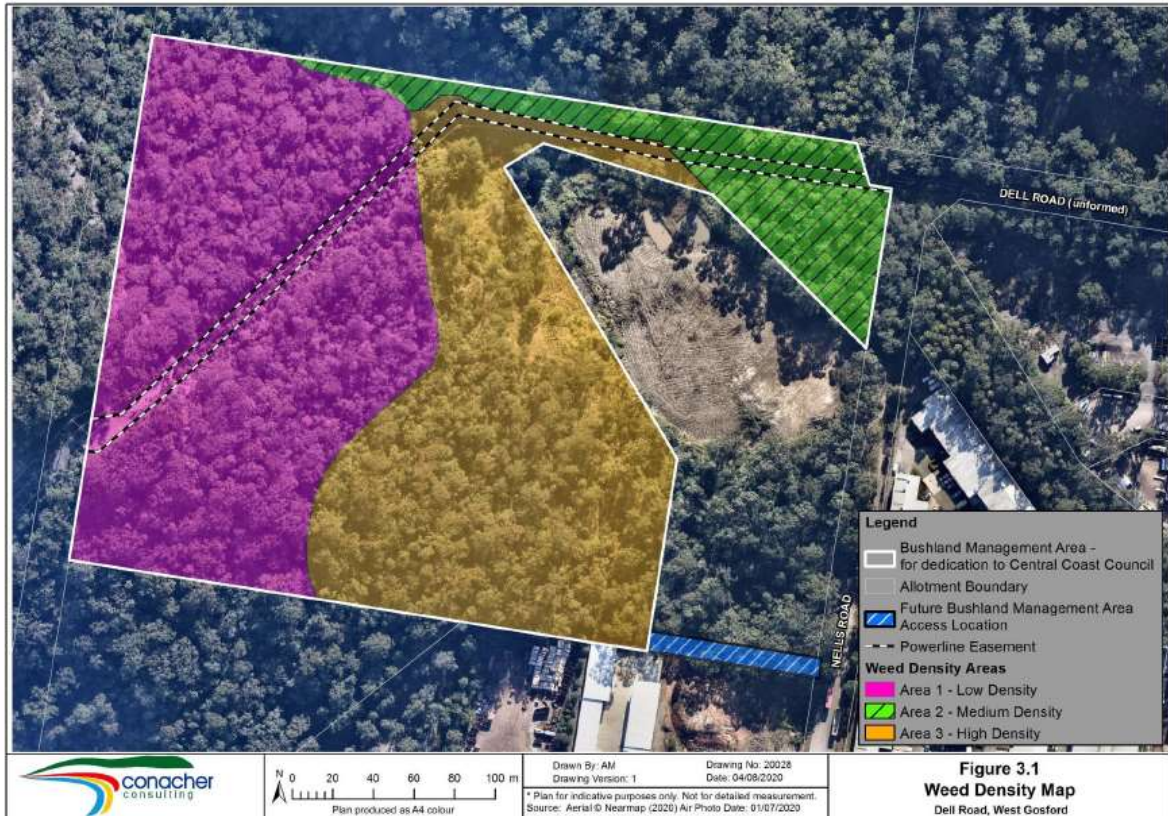 DELL ROAD (unformed)
NELLS ROAD
Legend
Bushland Management Area -
for dedication to Central Coast Council
Allotment Boundary
Future Bushland Management Area
Access Location
Powerline Easement
Weed Density Areas
Area 1 - Low Density
Area 2 - Medium Density
Area 3 - High Density
conacher
consulting
N
0 20 40 60 80 100 m
Plan produced as A4 colour
Drawn By: AM Drawing No: 20028
Drawing Version: 1 Date: 04/08/2020
* Plan for indicative purposes only. Not for detailed measurement.
Source: Aerial © Nearmap (2020) Air Photo Date: 01/07/2020
Figure 3.1
Weed Density Map
Dell Road, West Gosford